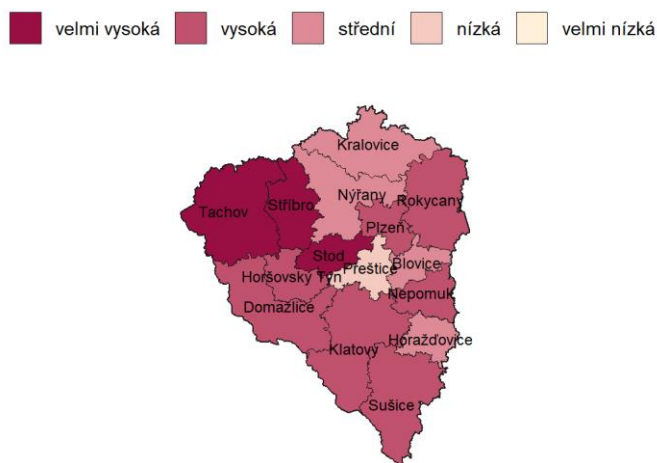 velmi vysoká vysoká střední nízká velmi nízká
Kralovice
Nýřany
Rokycany
Tachov
Stříbro
Plzeň
Stod
Blovice
Přeštice
Horšovský Týn
Nepomuk
Domažlice
Klatovy
Horažďovice
Sušice